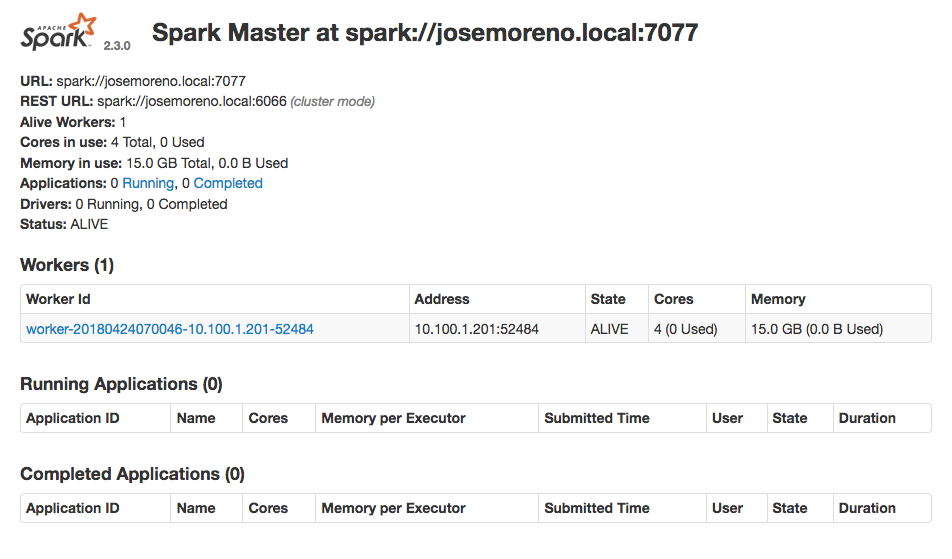 APACHE
Spark 2.3.0
Spark Master at spark://josemoreno.local:7077
URL: spark://josemoreno.local:7077
REST URL: spark://josemoreno.local:6066 (cluster mode)
Alive Workers: 1
Cores in use: 4 Total, 0 Used
Memory in use: 15.0 GB Total, 0.0 B Used
Applications: 0 Running, 0 Completed
Drivers: 0 Running, 0 Completed
Status: ALIVE
Workers (1)
Worker Id Address State Cores Memory
worker-20180424070046-10.100.1.201-52484 10.100.1.201:52484 ALIVE 4 (0 Used) 15.0 GB (0.0 B Used)
Running Applications (0)
Application ID Name Cores Memory per Executor Submitted Time User State Duration
Completed Applications (0)
Application ID Name Cores Memory per Executor Submitted Time User State Duration